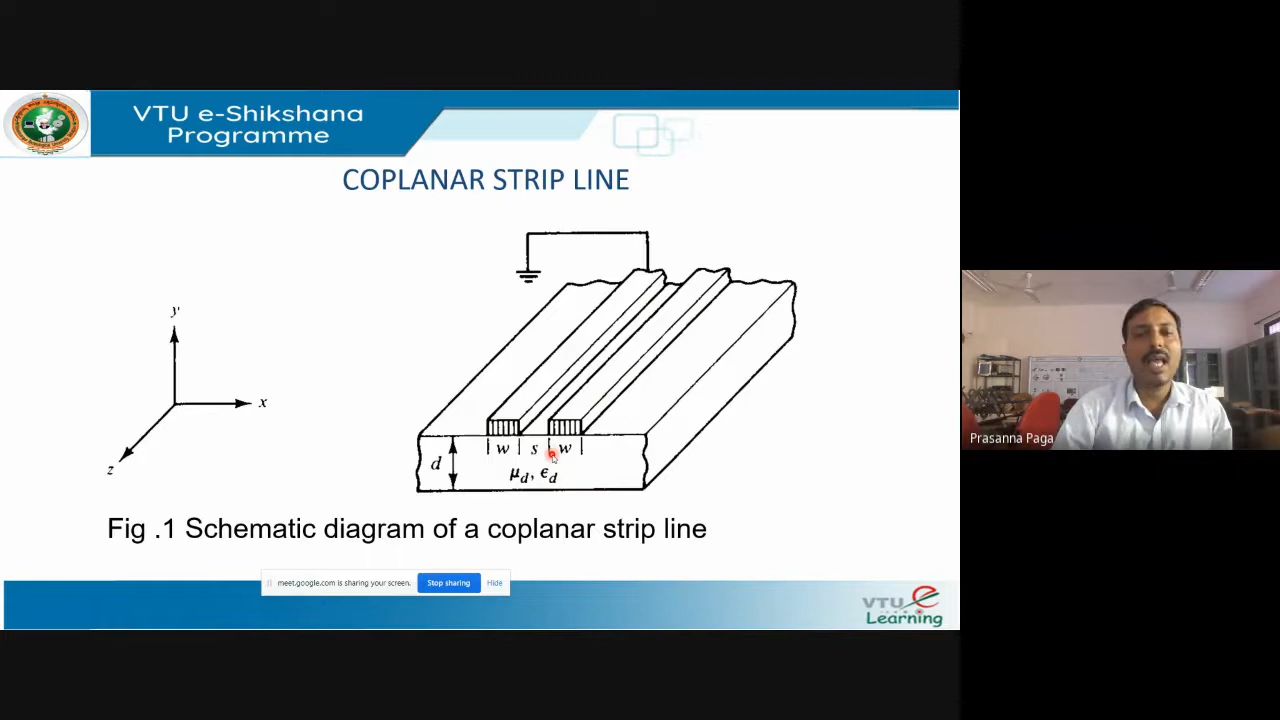 VTU e-Shikshana
Programme
COPLANAR STRIP LINE
y
x
z
w
s
w
d
μd, ϵd
Fig .1 Schematic diagram of a coplanar strip line
meet.google.com is sharing your screen.
Stop sharing
Hide
VTU e
Learning
Prasanna Paga